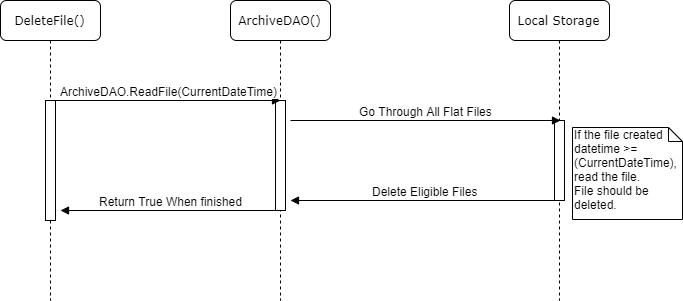 DeleteFile()
ArchiveDAO()
Local Storage
ArchiveDAO.ReadFile(CurrentDateTime)
Go Through All Flat Files
If the file created
datetime >=
(CurrentDateTime),
read the file.
File should be
deleted.
Delete Eligible Files
Return True When finished